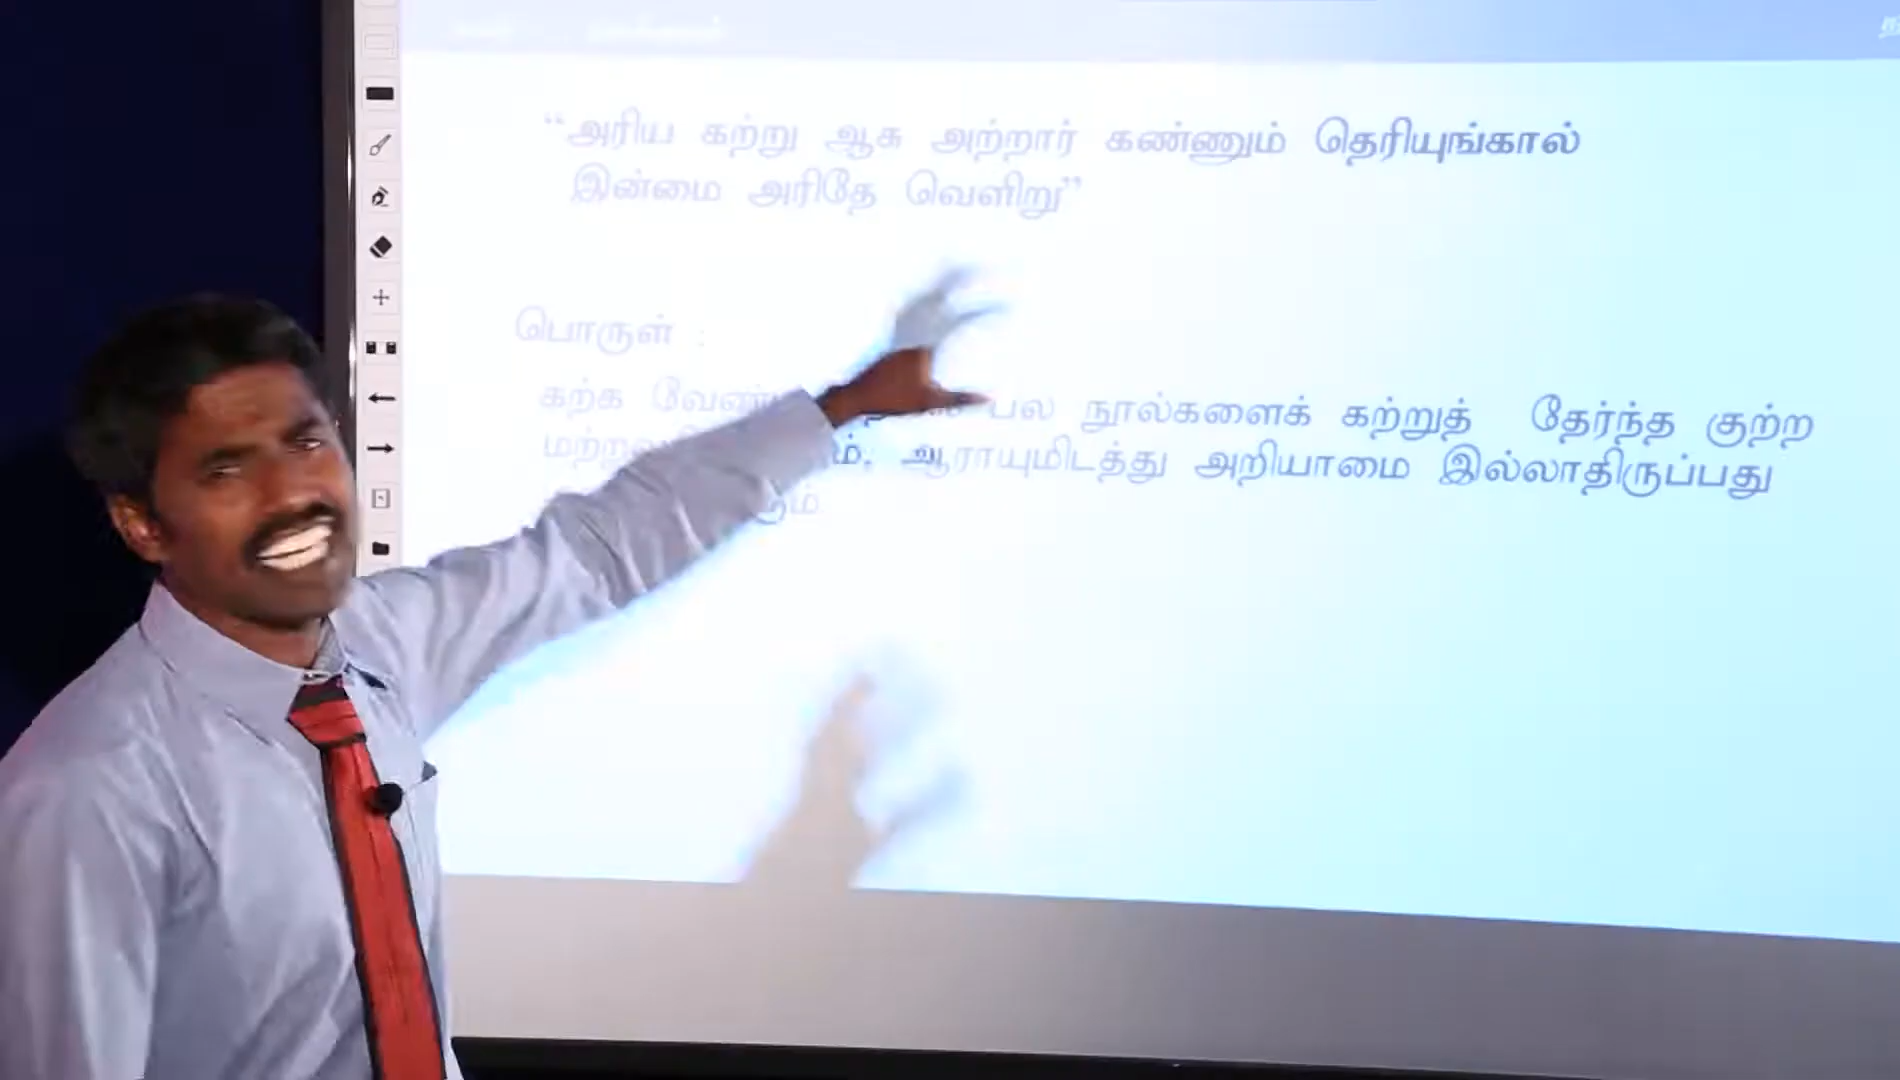 “அரிய கற்று ஆசு அற்றார் கண்ணும் தெரியுங்கால்
இன்மை அரிதே வெளிறு”
பொருள் :
கற்க பல நூல்களைக் கற்றுத் தேர்ந்த குற்ற
ஆராயுமிடத்து அறியாமை இல்லாதிருப்பது